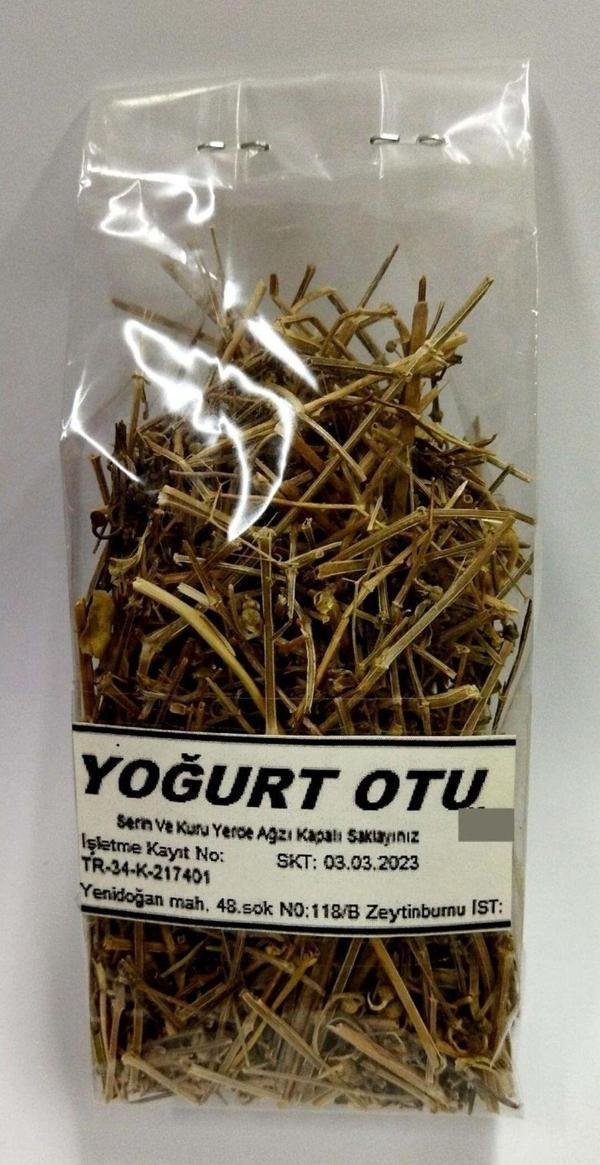 YOĞURT OTU
Serin Ve Kuru Yerde Ağzı Kapalı Saklayınız
İşletme Kayıt No:
TR-34-K-217401
SKT: 03.03.2023
Yenidoğan mah. 48.sok N0:118/B Zeytinburnu İST: